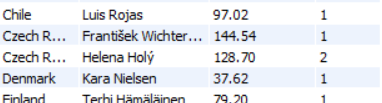 Chile Luis Rojas 97.02 1
Czech R... František Wichter... 144.54 1
Czech R... Helena Holý 128.70 2
Denmark Kara Nielsen 37.62 1
Finland Terhi Hämäläinen 79.20 1